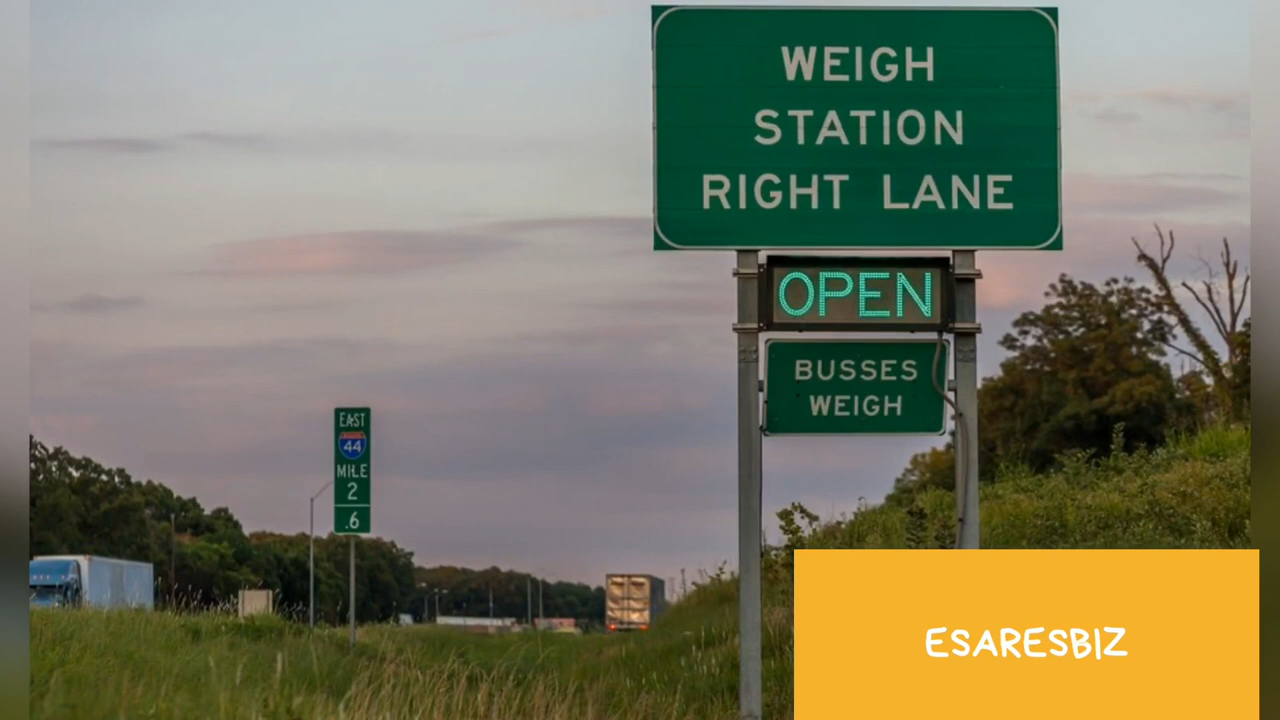 WEIGH
STATION
RIGHT LANE
OPEN
BUSSES
WEIGH
EAST
44
MILE
2
.6
ESARESBIZ